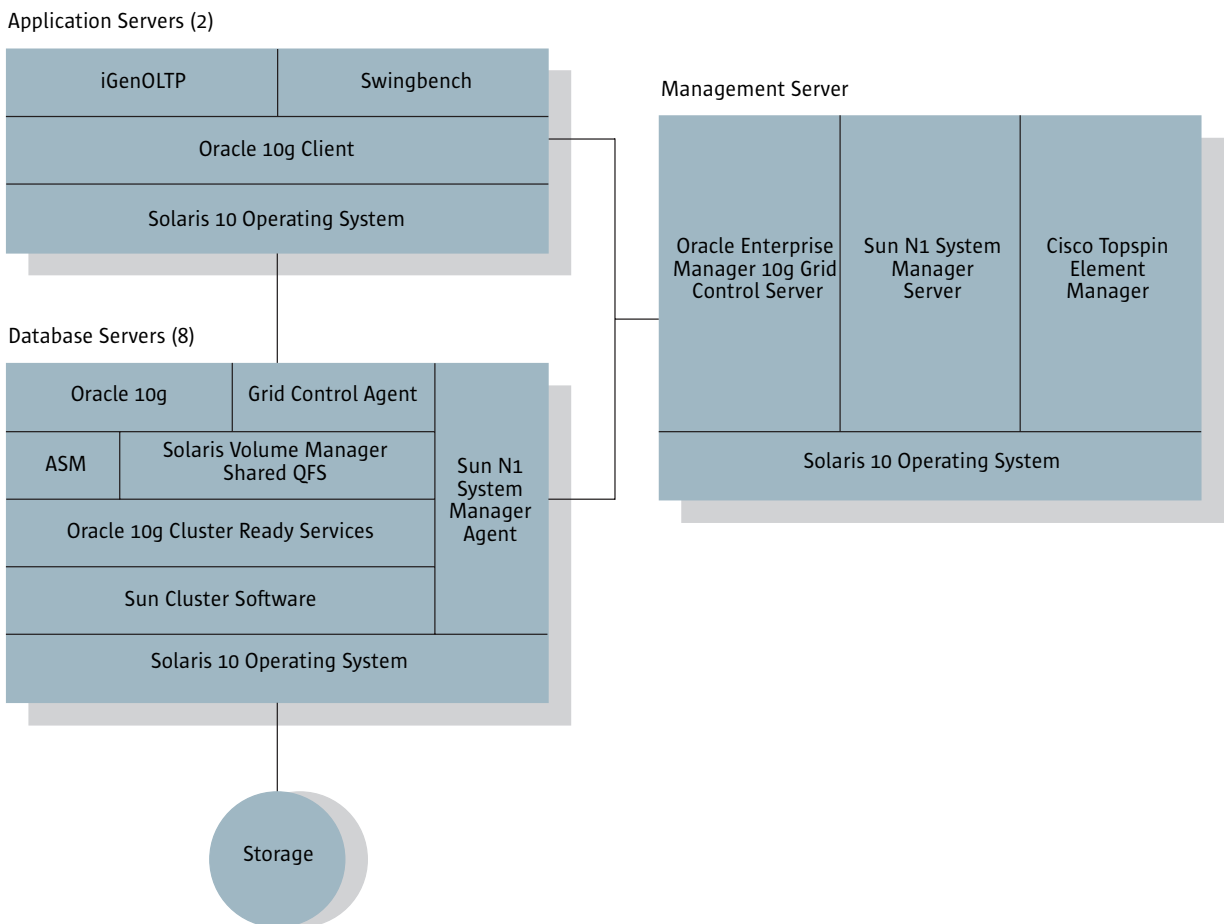 Application Servers (2)
iGenOLTP
Swingbench
Oracle 10g Client
Solaris 10 Operating System
Management Server
Oracle Enterprise
Manager 10g Grid
Control Server
Sun N1 System
Manager
Server
Cisco Topspin
Element
Manager
Solaris 10 Operating System
Database Servers (8)
Oracle 10g
Grid Control Agent
ASM
Solaris Volume Manager
Shared QFS
Sun N1
System
Manager
Agent
Oracle 10g Cluster Ready Services
Sun Cluster Software
Solaris 10 Operating System
Storage